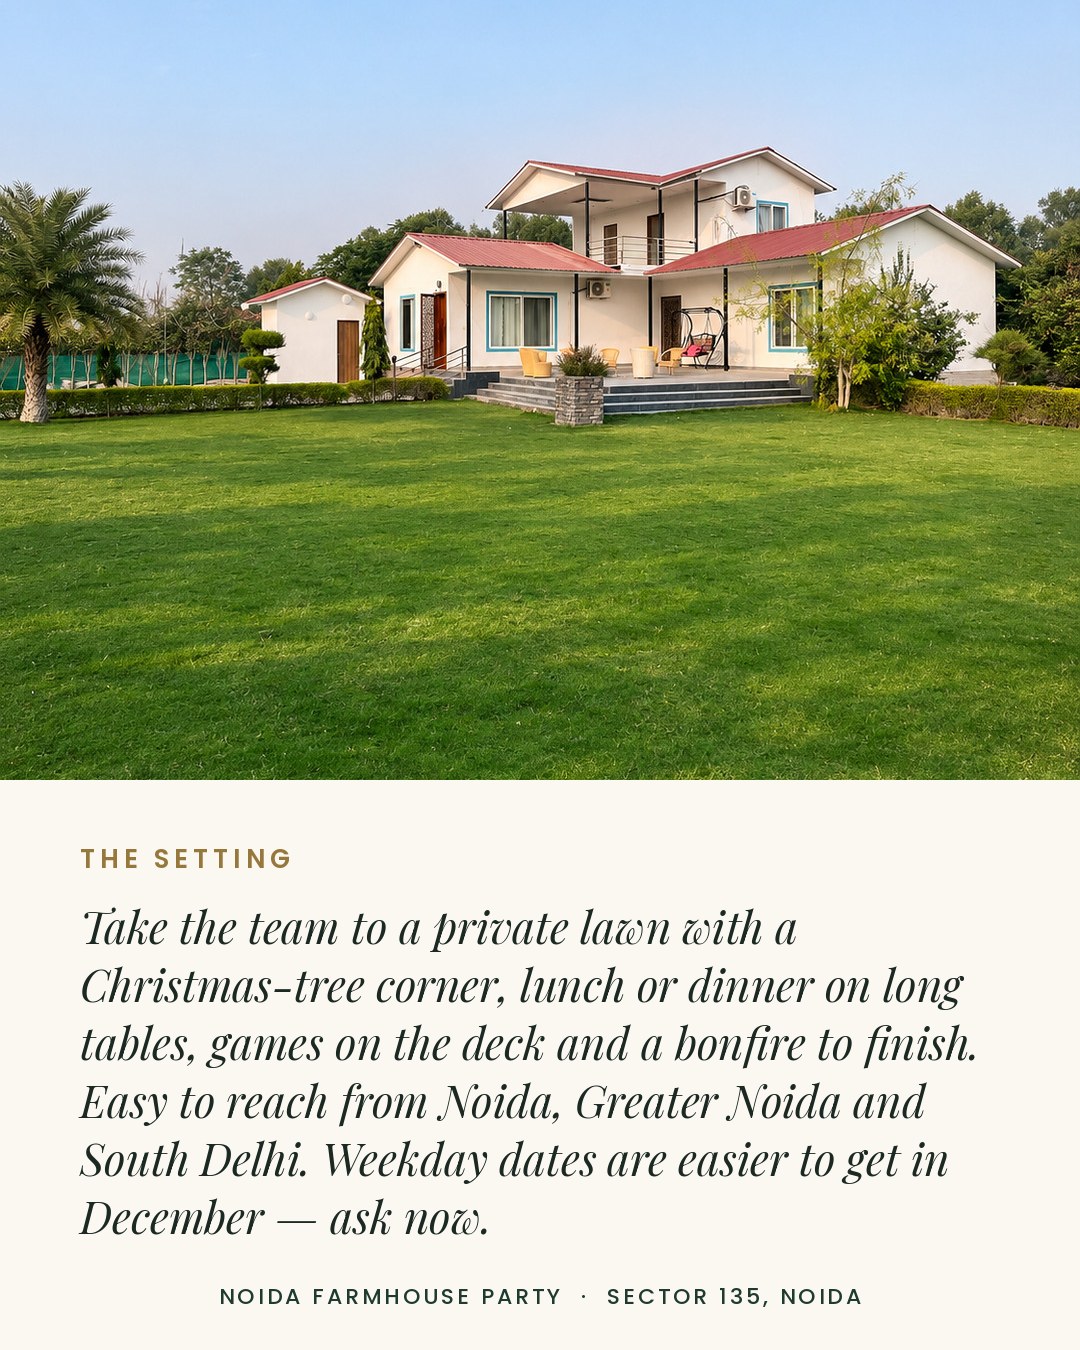 THE SETTING
Take the team to a private lawn with a
Christmas-tree corner, lunch or dinner on long
tables, games on the deck and a bonfire to finish.
Easy to reach from Noida, Greater Noida and
South Delhi. Weekday dates are easier to get in
December — ask now.
NOIDA FARMHOUSE PARTY · SECTOR 135, NOIDA